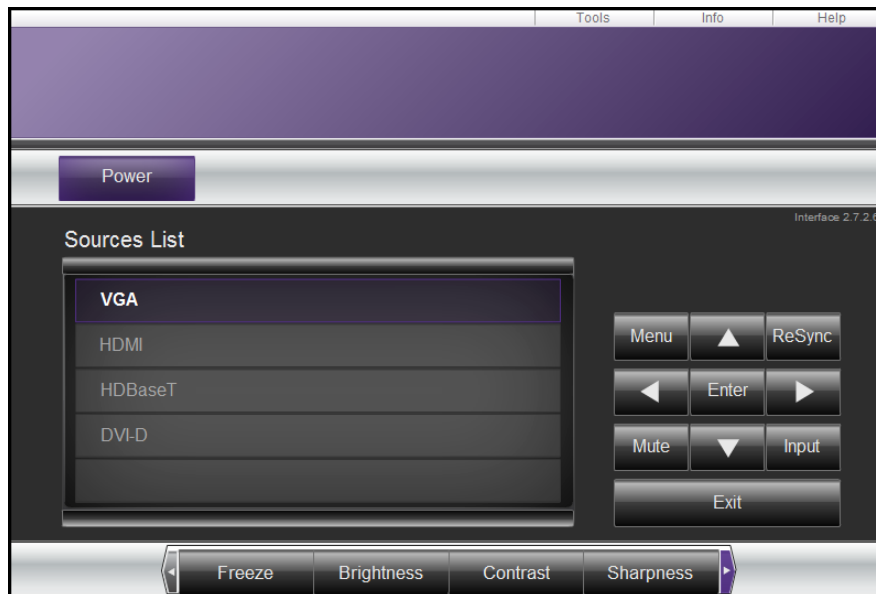 Tools Info Help
Power
Interface 2.7.2.6
Sources List
VGA
HDMI
HDBaseT
DVI-D
Menu ReSync
Enter
Mute Input
Exit
Freeze Brightness Contrast Sharpness